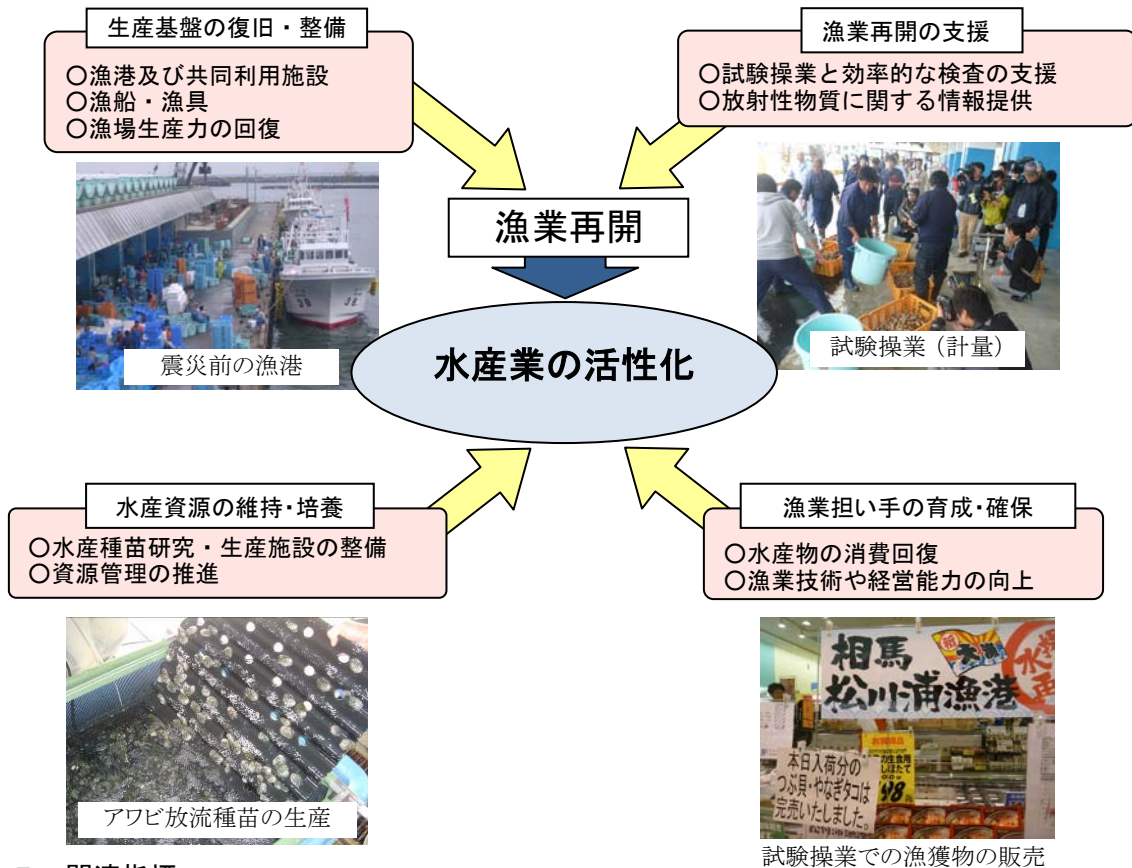 生産基盤の復旧・整備
○漁港及び共同利用施設
○漁船・漁具
○漁場生産力の回復
漁業再開の支援
○試験操業と効率的な検査の支援
○放射性物質に関する情報提供
漁業再開
震災前の漁港
試験操業（計量）
水産業の活性化
水産資源の維持・培養
○水産種苗研究・生産施設の整備
○資源管理の推進
漁業担い手の育成・確保
○水産物の消費回復
○漁業技術や経営能力の向上
アワビ放流種苗の生産
相馬
松川浦漁港
大漁
本日入荷分の
つぶ貝・やなぎタコは
完売いたしました。
試験操業での漁獲物の販売